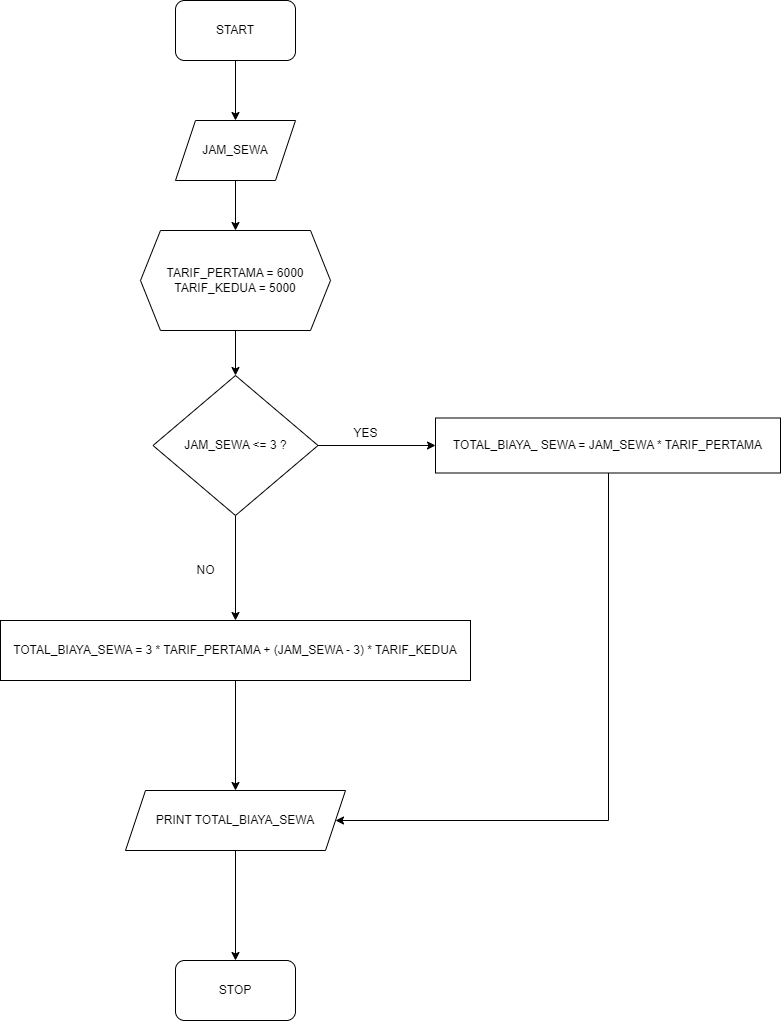 START
JAM_SEWA
TARIF_PERTAMA = 6000
TARIF_KEDUA = 5000
JAM_SEWA <= 3 ?
YES
TOTAL_BIAYA_ SEWA = JAM_SEWA * TARIF_PERTAMA
NO
TOTAL_BIAYA_SEWA = 3 * TARIF_PERTAMA + (JAM_SEWA - 3) * TARIF_KEDUA
PRINT TOTAL_BIAYA_SEWA
STOP